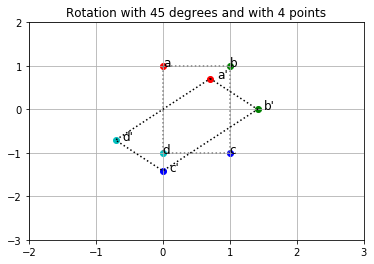 Rotation with 45 degrees and with 4 points
2
1
0
−1
−2
−3
a
b
a'
b'
d'
d
c
c'
−2
−1
0
1
2
3